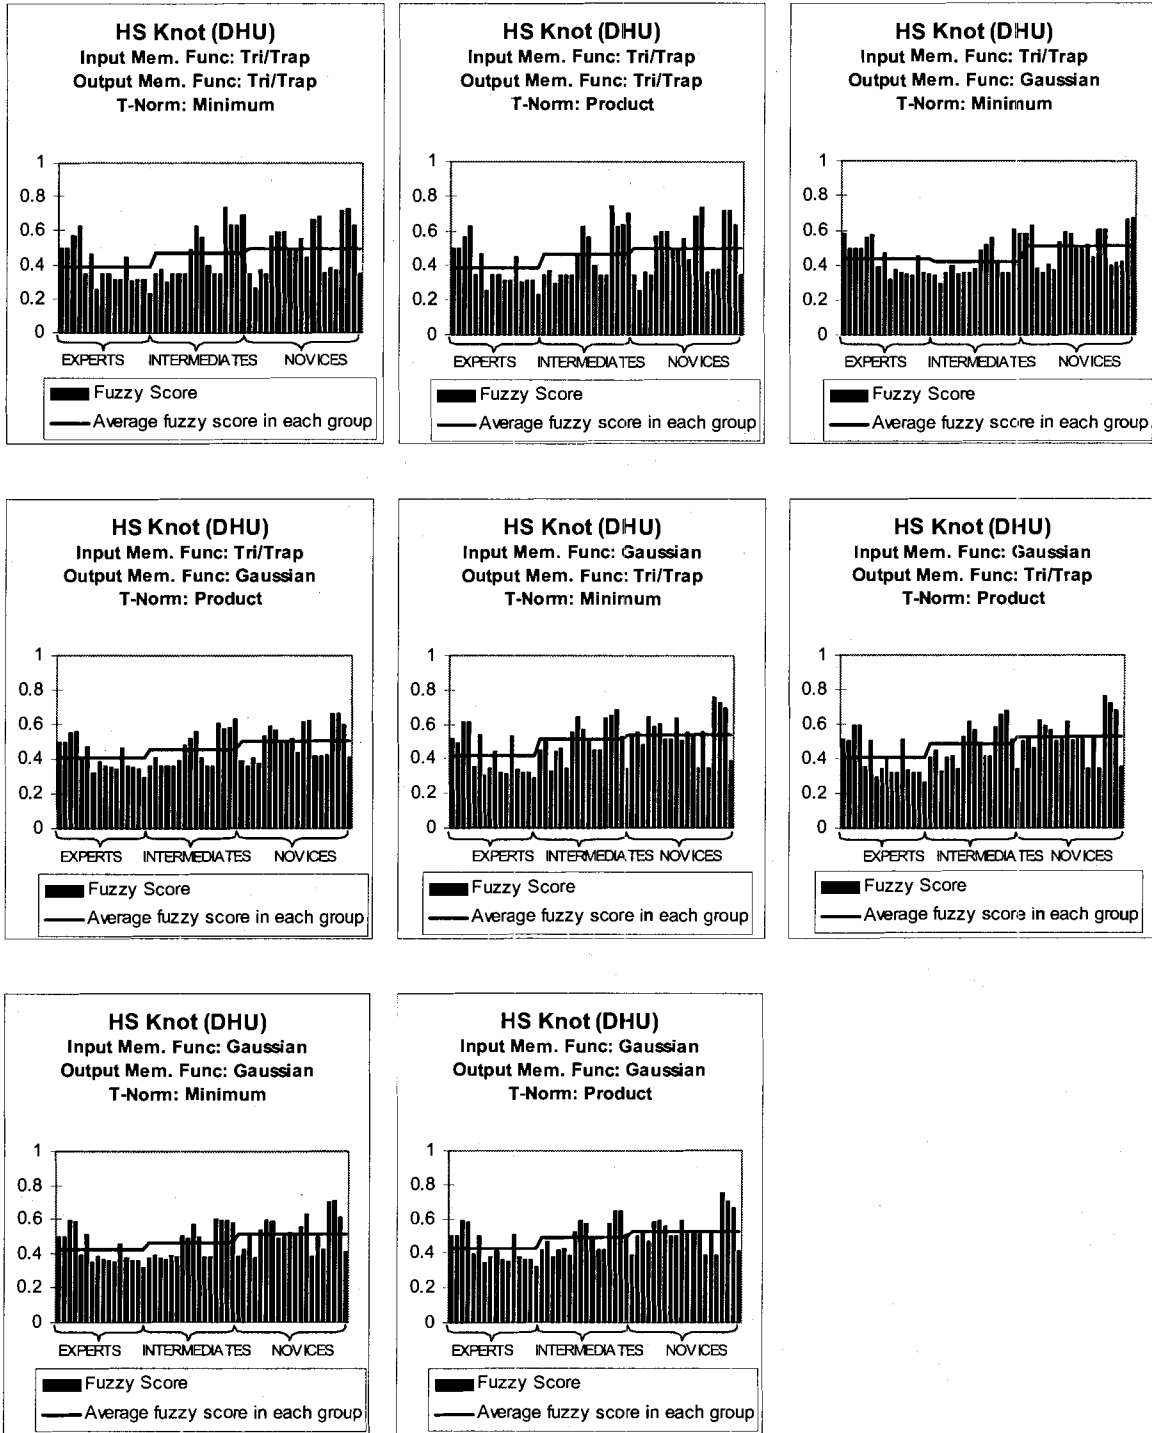 HS Knot (DHU)
Input Mem. Func: Tri/Trap
Output Mem. Func: Tri/Trap
T-Norm: Minimum
1
0.8
0.6
0.4
0.2
0
EXPERTS INTERMEDIATES NOVICES
Fuzzy Score
Average fuzzy score in each group
HS Knot (DHU)
Input Mem. Func: Tri/Trap
Output Mem. Func: Tri/Trap
T-Norm: Product
1
0.8
0.6
0.4
0.2
0
EXPERTS INTERMEDIATES NOVICES
Fuzzy Score
Average fuzzy score in each group
HS Knot (DHU)
Input Mem. Func: Tri/Trap
Output Mem. Func: Gaussian
T-Norm: Minimum
1
0.8
0.6
0.4
0.2
0
EXPERTS INTERMEDIATES NOVICES
Fuzzy Score
Average fuzzy score in each group
HS Knot (DHU)
Input Mem. Func: Tri/Trap
Output Mem. Func: Gaussian
T-Norm: Product
1
0.8
0.6
0.4
0.2
0
EXPERTS INTERMEDIATES NOVICES
Fuzzy Score
Average fuzzy score in each group
HS Knot (DHU)
Input Mem. Func: Gaussian
Output Mem. Func: Tri/Trap
T-Norm: Minimum
1
0.8
0.6
0.4
0.2
0
EXPERTS INTERMEDIATES NOVICES
Fuzzy Score
Average fuzzy score in each group
HS Knot (DHU)
Input Mem. Func: Gaussian
Output Mem. Func: Tri/Trap
T-Norm: Product
1
0.8
0.6
0.4
0.2
0
EXPERTS INTERMEDIATES NOVICES
Fuzzy Score
Average fuzzy score in each group
HS Knot (DHU)
Input Mem. Func: Gaussian
Output Mem. Func: Gaussian
T-Norm: Minimum
1
0.8
0.6
0.4
0.2
0
EXPERTS INTERMEDIATES NOVICES
Fuzzy Score
Average fuzzy score in each group
HS Knot (DHU)
Input Mem. Func: Gaussian
Output Mem. Func: Gaussian
T-Norm: Product
1
0.8
0.6
0.4
0.2
0
EXPERTS INTERMEDIATES NOVICES
Fuzzy Score
Average fuzzy score in each group